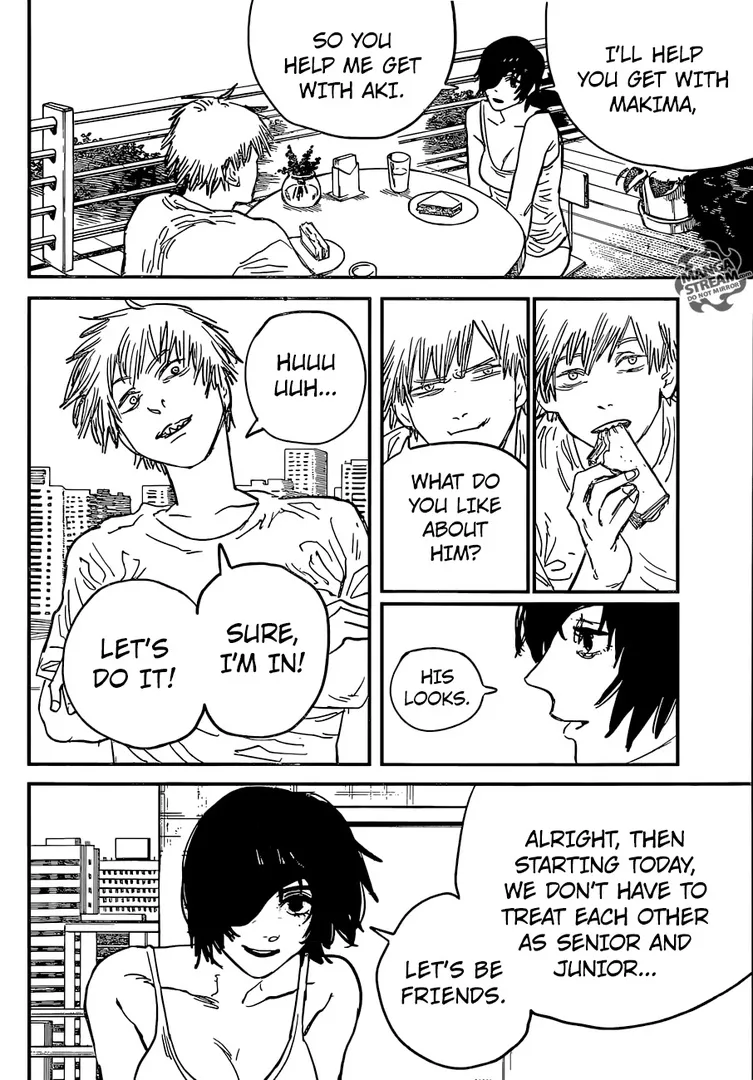 I'LL HELP
YOU GET WITH
MAKIMA,
SO YOU
HELP ME GET
WITH AKI.
MANGA
STREAM
DO NOT MIRROR
WHAT DO
YOU LIKE
ABOUT
HIM?
HIS
LOOKS.
HUUU
UUH...
SURE,
I'M IN!
LET'S
DO IT!
ALRIGHT, THEN
STARTING TODAY,
WE DON'T HAVE TO
TREAT EACH OTHER
AS SENIOR AND
JUNIOR...
LET'S BE
FRIENDS.